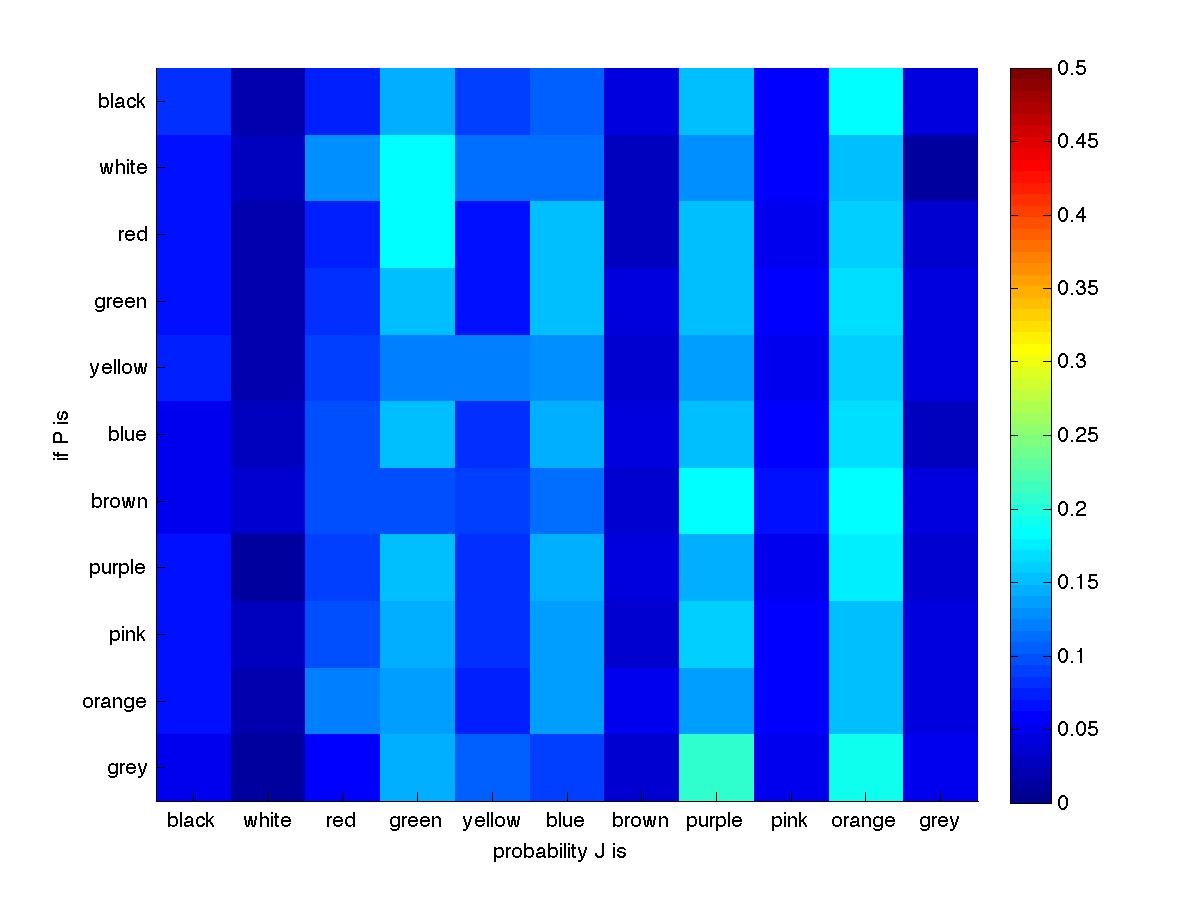 black
white
red
green
yellow
blue
brown
purple
pink
orange
grey
if P is
black white red green yellow blue brown purple pink orange grey
probability J is
0.5
0.45
0.4
0.35
0.3
0.25
0.2
0.15
0.1
0.05
0